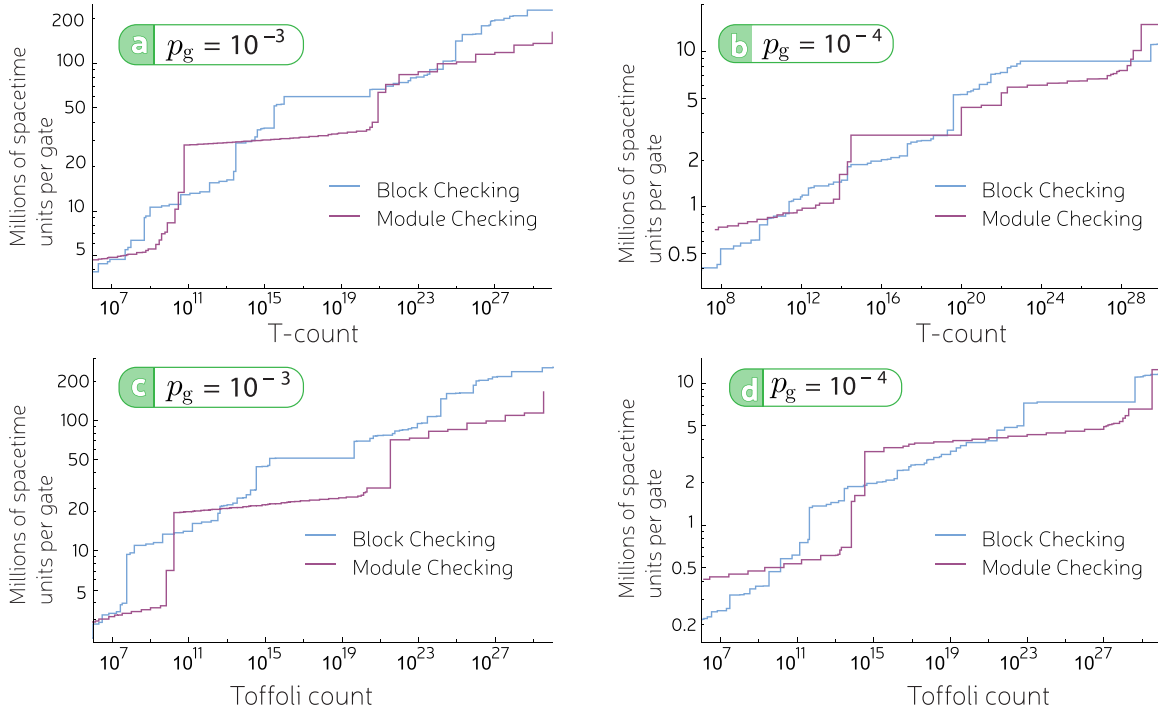 a p_g = 10^-3
Millions of spacetime
units per gate
200
100
50
20
10
5
Block Checking
Module Checking
10^7 10^11 10^15 10^19 10^23 10^27
T-count
b p_g = 10^-4
Millions of spacetime
units per gate
10
5
2
1
0.5
Block Checking
Module Checking
10^8 10^12 10^16 10^20 10^24 10^28
T-count
c p_g = 10^-3
Millions of spacetime
units per gate
200
100
50
20
10
5
Block Checking
Module Checking
10^7 10^11 10^15 10^19 10^23 10^27
Toffoli count
d p_g = 10^-4
Millions of spacetime
units per gate
10
5
2
1
0.5
0.2
Block Checking
Module Checking
10^7 10^11 10^15 10^19 10^23 10^27
Toffoli count